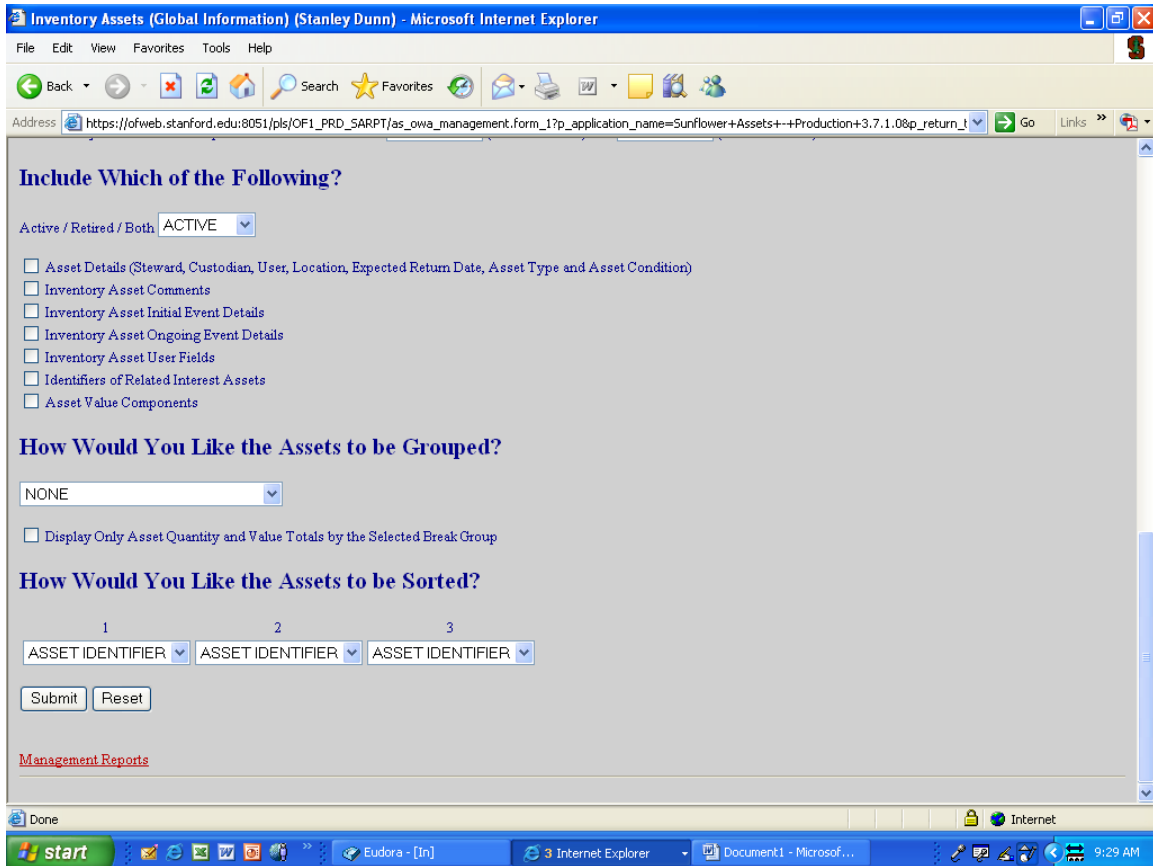 Inventory Assets (Global Information) (Stanley Dunn) - Microsoft Internet Explorer
File Edit View Favorites Tools Help
Back Search Favorites
Address https://ofweb.stanford.edu:8051/pls/OF1_PRD_SARPT/as_owa_management.form_1?p_application_name=Sunflower+Assets+-+Production+3.7.1.0&p_return_t Go Links »
Include Which of the Following?
Active / Retired / Both ACTIVE
Asset Details (Steward, Custodian, User, Location, Expected Return Date, Asset Type and Asset Condition)
Inventory Asset Comments
Inventory Asset Initial Event Details
Inventory Asset Ongoing Event Details
Inventory Asset User Fields
Identifiers of Related Interest Assets
Asset Value Components
How Would You Like the Assets to be Grouped?
NONE
Display Only Asset Quantity and Value Totals by the Selected Break Group
How Would You Like the Assets to be Sorted?
1 2 3
ASSET IDENTIFIER ASSET IDENTIFIER ASSET IDENTIFIER
Submit Reset
Management Reports
Done Internet
start » Eudora - [In] 3 Internet Explorer Document1 - Microsof... 9:29 AM